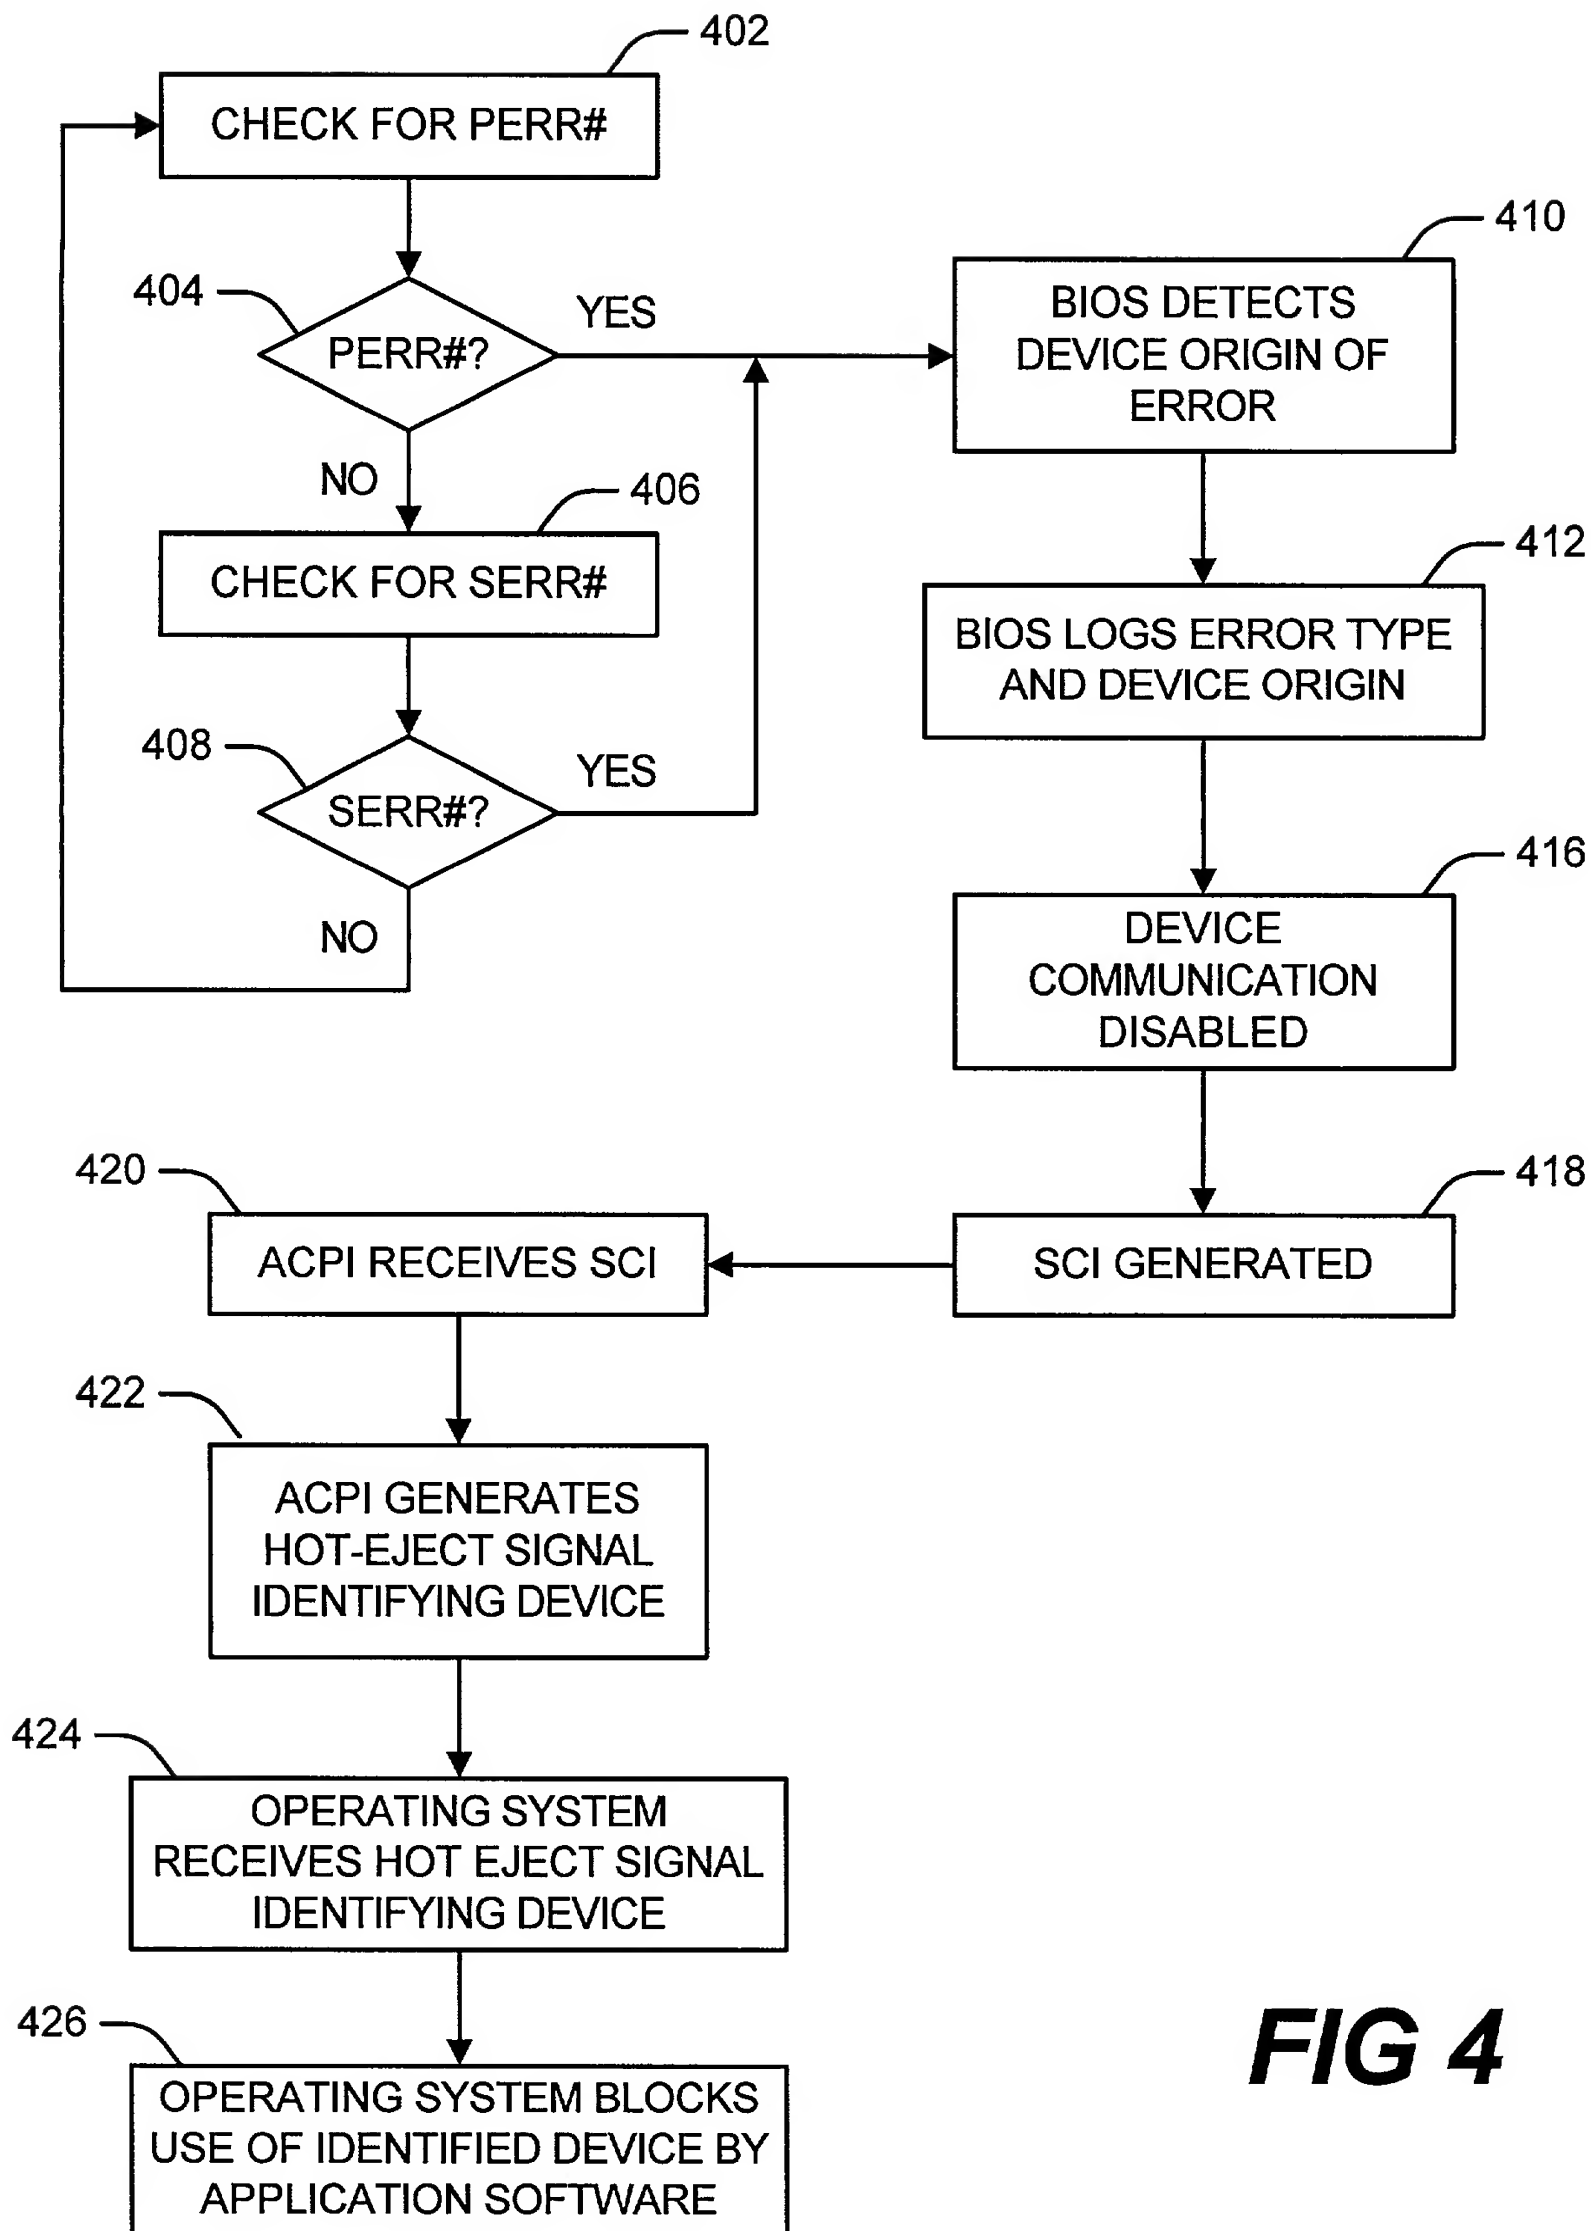 402
CHECK FOR PERR#
404
PERR#?
YES
NO
406
CHECK FOR SERR#
408
SERR#?
YES
NO
410
BIOS DETECTS
DEVICE ORIGIN OF
ERROR
412
BIOS LOGS ERROR TYPE
AND DEVICE ORIGIN
416
DEVICE
COMMUNICATION
DISABLED
418
SCI GENERATED
420
ACPI RECEIVES SCI
422
ACPI GENERATES
HOT-EJECT SIGNAL
IDENTIFYING DEVICE
424
OPERATING SYSTEM
RECEIVES HOT EJECT SIGNAL
IDENTIFYING DEVICE
426
OPERATING SYSTEM BLOCKS
USE OF IDENTIFIED DEVICE BY
APPLICATION SOFTWARE
FIG 4